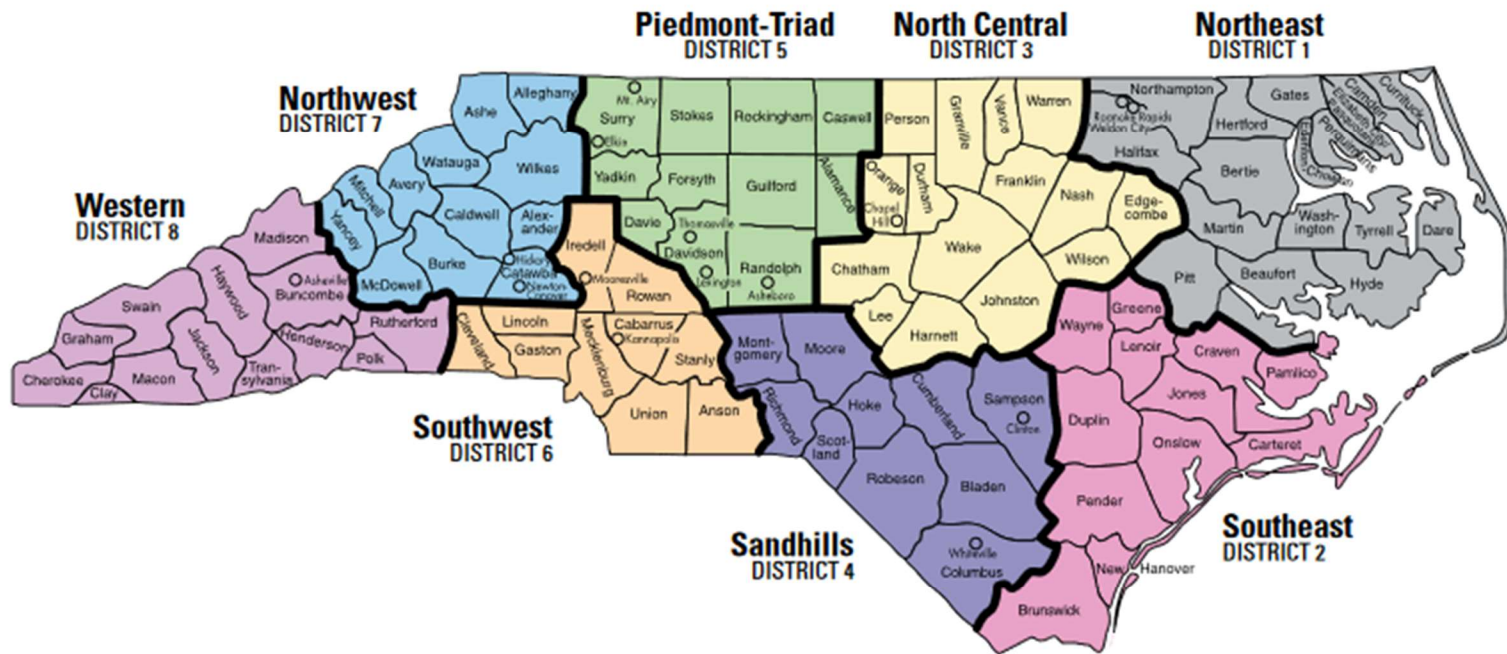 Piedmont-Triad
DISTRICT 5
North Central
DISTRICT 3
Northeast
DISTRICT 1
Northwest
DISTRICT 7
Western
DISTRICT 8
Southwest
DISTRICT 6
Sandhills
DISTRICT 4
Southeast
DISTRICT 2
Ashe
Alleghany
Watauga
Wilkes
Mitchell
Avery
Yancey
Caldwell
Alex-
ander
Burke
McDowell
Hickory
Catawba
Newton
Conover
Mt. Airy
Surry
Elkin
Stokes
Rockingham
Caswell
Yadkin
Forsyth
Guilford
Alamance
Davie
Thomasville
Davidson
Lexington
Randolph
Asheboro
Person
Granville
Vance
Warren
Orange
Chapel
Hill
Durham
Franklin
Nash
Edge-
combe
Wake
Wilson
Chatham
Lee
Harnett
Johnston
Northampton
Roanoke Rapids
Weldon City
Halifax
Gates
Hertford
Bertie
Camden
Currituck
Perquimans
Chowan
Martin
Wash-
ington
Tyrrell
Dare
Pitt
Beaufort
Hyde
Madison
Haywood
Asheville
Buncombe
Swain
Graham
Jackson
Henderson
Rutherford
Polk
Tran-
sylvania
Cherokee
Clay
Macon
Iredell
Mooresville
Rowan
Cleveland
Lincoln
Gaston
Mecklenburg
Cabarrus
Kannapolis
Stanly
Union
Anson
Mont-
gomery
Moore
Richmond
Hoke
Scot-
land
Cumberland
Sampson
Clinton
Robeson
Bladen
Whiteville
Columbus
Wayne
Greene
Lenoir
Craven
Pamlico
Jones
Duplin
Onslow
Carteret
Pender
New Hanover
Brunswick